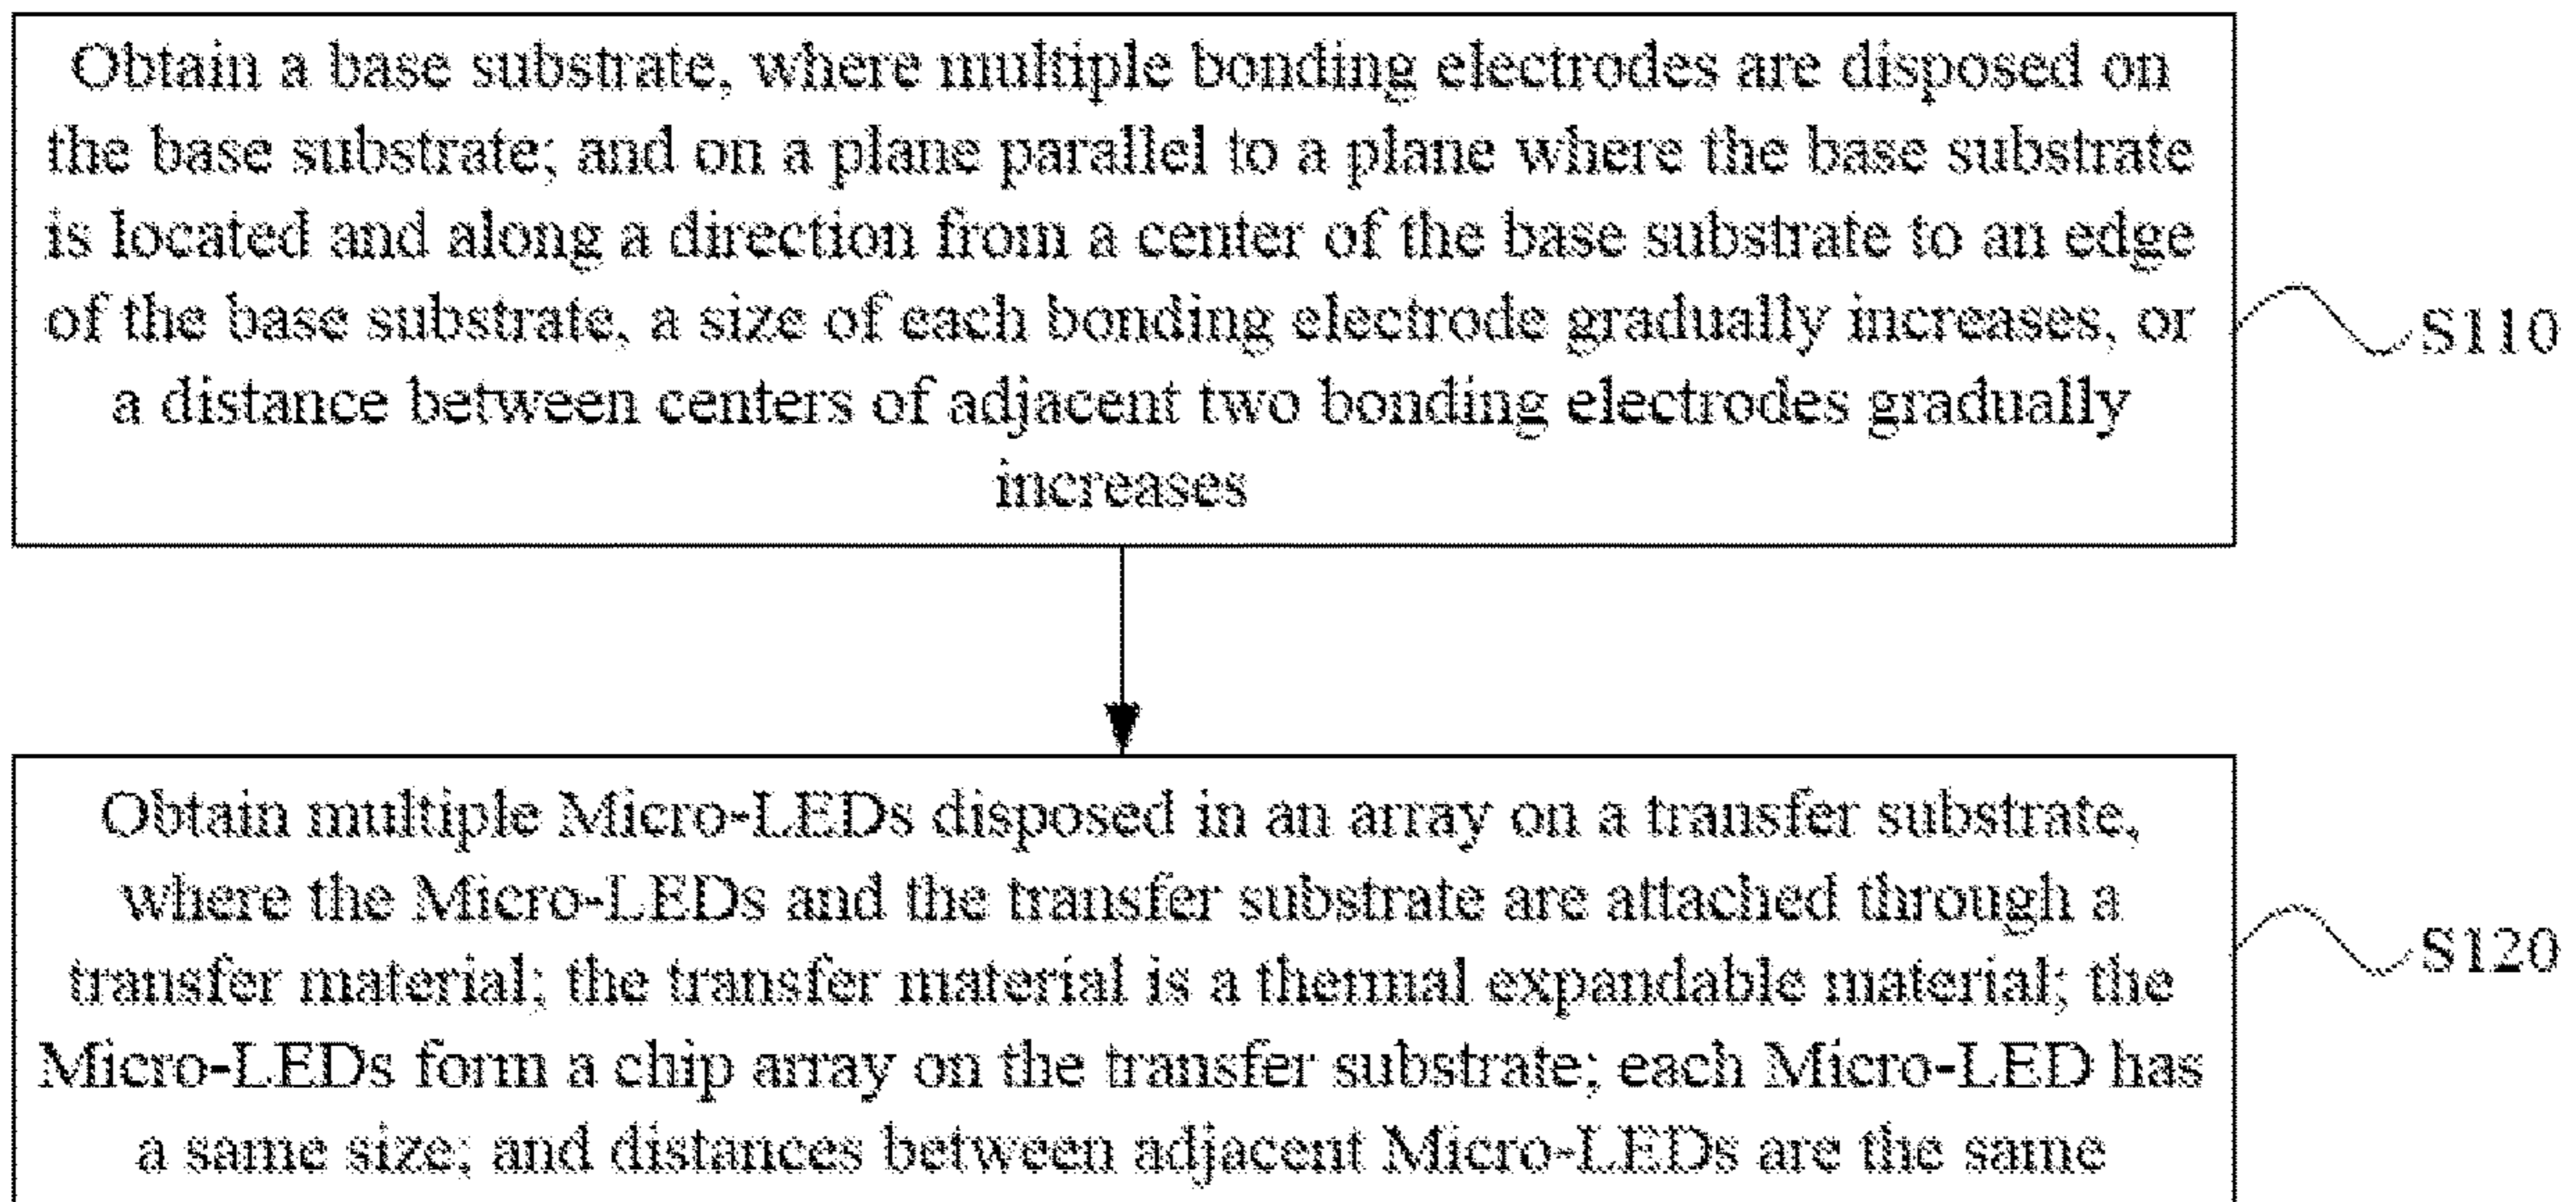 Obtain a base substrate, where multiple bonding electrodes are disposed on
the base substrate; and on a plane parallel to a plane where the base substrate
is located and along a direction from a center of the base substrate to an edge
of the base substrate, a size of each bonding electrode gradually increases, or
a distance between centers of adjacent two bonding electrodes gradually
increases
S110
Obtain multiple Micro-LEDs disposed in an array on a transfer substrate,
where the Micro-LEDs and the transfer substrate are attached through a
transfer material; the transfer material is a thermal expandable material; the
Micro-LEDs form a chip array on the transfer substrate; each Micro-LED has
a same size; and distances between adjacent Micro-LEDs are the same
S120